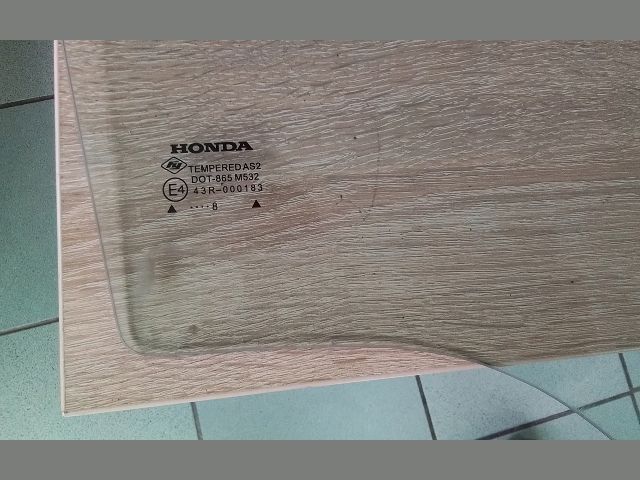 HONDA
TEMPERED AS2
DOT-865 M532
E4 43R-000183
▲ ....8 ▲